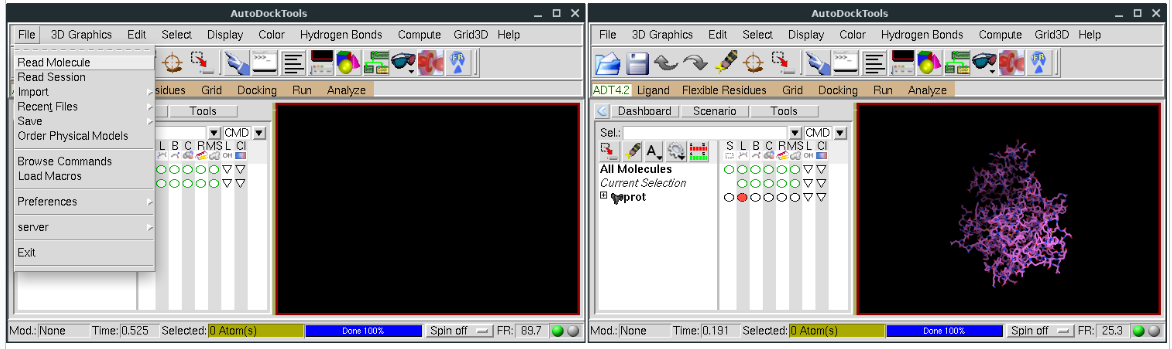 AutoDockTools
File 3D Graphics Edit Select Display Color Hydrogen Bonds Compute Grid3D Help
Read Molecule
Read Session
Import
Recent Files
Save
Order Physical Models
Browse Commands
Load Macros
Preferences
server
Exit
sidues Grid Docking Run Analyze
Tools
CMD
L B C R MS L Cl
Mod.: None Time: 0.525 Selected: 0 Atom(s) Done 100% Spin off FR: 89.7
AutoDockTools
File 3D Graphics Edit Select Display Color Hydrogen Bonds Compute Grid3D Help
ADT4.2 Ligand Flexible Residues Grid Docking Run Analyze
Dashboard Scenario Tools
Sel.: CMD
A S L B C R MS L Cl
All Molecules
Current Selection
prot
Mod.: None Time: 0.191 Selected: 0 Atom(s) Done 100% Spin off FR: 25.3